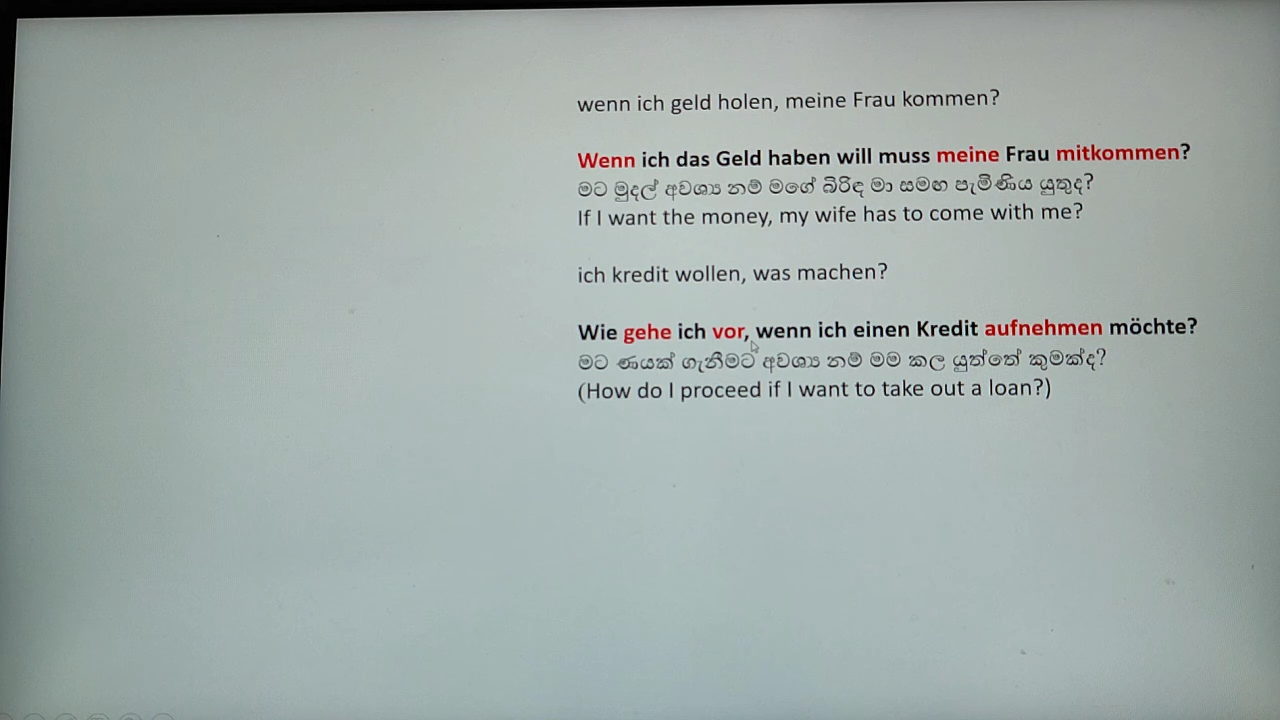 wenn ich geld holen, meine Frau kommen?
Wenn ich das Geld haben will muss meine Frau mitkommen?
මට මුදල් අවශ්‍ය නම් මගේ බිරිඳ මා සමඟ පැමිණිය යුතුද?
If I want the money, my wife has to come with me?
ich kredit wollen, was machen?
Wie gehe ich vor, wenn ich einen Kredit aufnehmen möchte?
මට ණයක් ගැනීමට අවශ්‍ය නම් මම කල යුත්තේ කුමක්ද?
(How do I proceed if I want to take out a loan?)